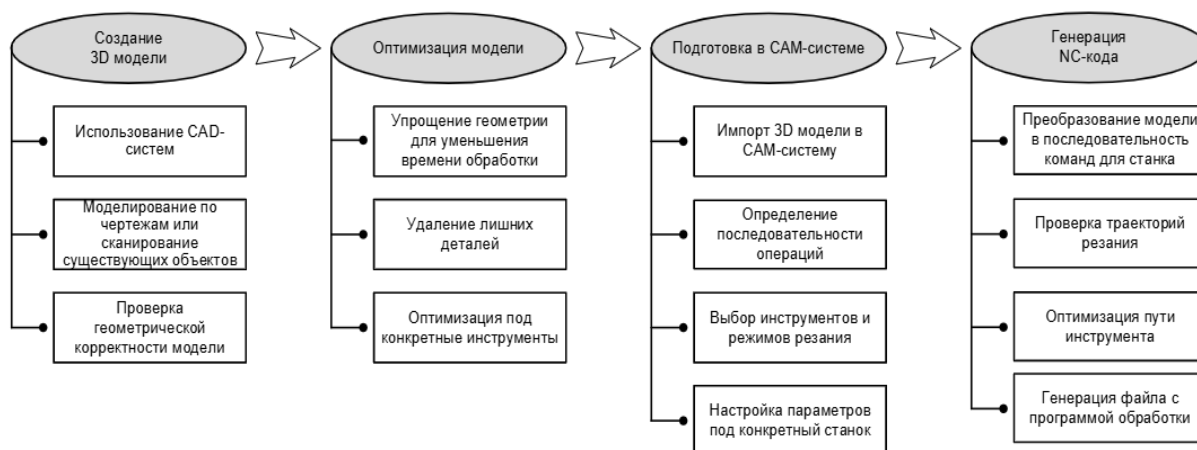 Создание
3D модели
Использование CAD-
систем
Моделирование по
чертежам или
сканирование
существующих объектов
Проверка
геометрической
корректности модели
Оптимизация модели
Упрощение геометрии
для уменьшения
времени обработки
Удаление лишних
деталей
Оптимизация под
конкретные инструменты
Подготовка в CAM-системе
Импорт 3D модели в
CAM-систему
Определение
последовательности
операций
Выбор инструментов и
режимов резания
Настройка параметров
под конкретный станок
Генерация
NC-кода
Преобразование модели
в последовательность
команд для станка
Проверка траекторий
резания
Оптимизация пути
инструмента
Генерация файла с
программой обработки